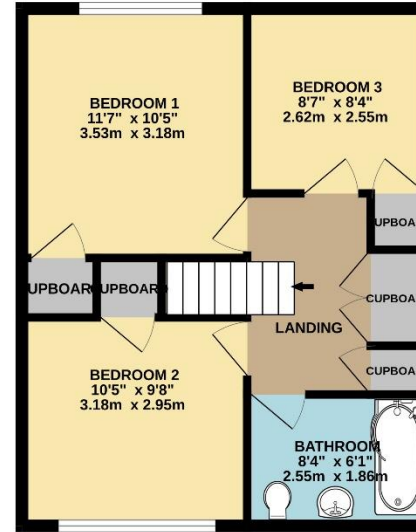 BEDROOM 1
11'7" x 10'5"
3.53m x 3.18m
BEDROOM 3
8'7" x 8'4"
2.62m x 2.55m
UPBOA
UPBOAR
UPBOAR
CUPBOA
LANDING
CUPBOA
BEDROOM 2
10'5" x 9'8"
3.18m x 2.95m
BATHROOM
8'4" x 6'1"
2.55m x 1.86m